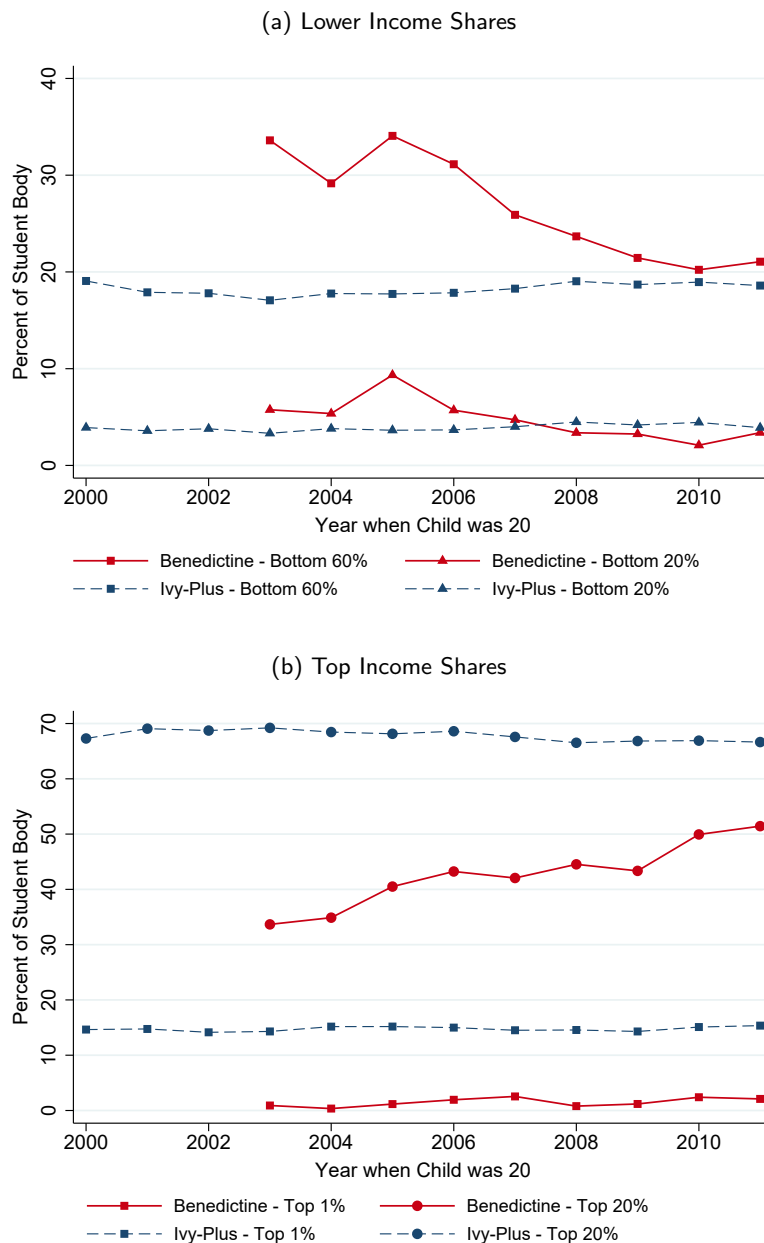 (a) Lower Income Shares
40
30
20
10
0
Percent of Student Body
2000 2002 2004 2006 2008 2010
Year when Child was 20
Benedictine - Bottom 60% Benedictine - Bottom 20%
Ivy-Plus - Bottom 60% Ivy-Plus - Bottom 20%
(b) Top Income Shares
70
60
50
40
30
20
10
0
Percent of Student Body
2000 2002 2004 2006 2008 2010
Year when Child was 20
Benedictine - Top 1% Benedictine - Top 20%
Ivy-Plus - Top 1% Ivy-Plus - Top 20%